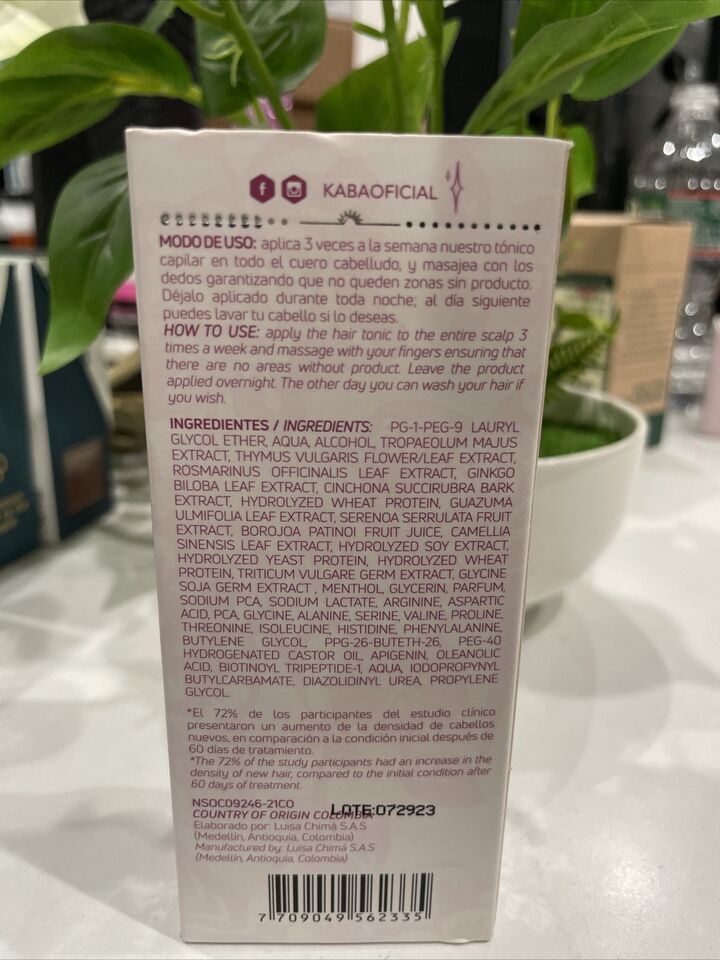 KABAOFICIAL
MODO DE USO: aplica 3 veces a la semana nuestro tónico
capilar en todo el cuero cabelludo, y masajea con los
dedos garantizando que no queden zonas sin producto.
Déjalo aplicado durante toda noche; al día siguiente
puedes lavar tu cabello si lo deseas.
HOW TO USE: apply the hair tonic to the entire scalp 3
times a week and massage with your fingers ensuring that
there are no areas without product. Leave the product
applied overnight. The other day you can wash your hair if
you wish.
INGREDIENTES / INGREDIENTS: PG-1-PEG-9 LAURYL
GLYCOL ETHER, AQUA, ALCOHOL, TROPAEOLUM MAJUS
EXTRACT, THYMUS VULGARIS FLOWER/LEAF EXTRACT,
ROSMARINUS OFFICINALIS LEAF EXTRACT, GINKGO
BILOBA LEAF EXTRACT, CINCHONA SUCCIRUBRA BARK
EXTRACT, HYDROLYZED WHEAT PROTEIN, GUAZUMA
ULMIFOLIA LEAF EXTRACT, SERENOA SERRULATA FRUIT
EXTRACT, BOROJOA PATINOI FRUIT JUICE, CAMELLIA
SINENSIS LEAF EXTRACT, HYDROLYZED SOY EXTRACT,
HYDROLYZED YEAST PROTEIN, HYDROLYZED WHEAT
PROTEIN, TRITICUM VULGARE GERM EXTRACT, GLYCINE
SOJA GERM EXTRACT , MENTHOL, GLYCERIN, PARFUM,
SODIUM PCA, SODIUM LACTATE, ARGININE, ASPARTIC
ACID, PCA, GLYCINE, ALANINE, SERINE, VALINE, PROLINE,
THREONINE, ISOLEUCINE, HISTIDINE, PHENYLALANINE,
BUTYLENE GLYCOL, PPG-26-BUTETH-26, PEG-40
HYDROGENATED CASTOR OIL, APIGENIN, OLEANOLIC
ACID, BIOTINOYL TRIPEPTIDE-1, AQUA, IODOPROPYNYL
BUTYLCARBAMATE, DIAZOLIDINYL UREA, PROPYLENE
GLYCOL.
*El 72% de los participantes del estudio clínico
presentaron un aumento de la densidad de cabellos
nuevos, en comparación a la condición inicial después de
60 días de tratamiento.
*The 72% of the study participants had an increase in the
density of new hair, compared to the initial condition after
60 days of treatment.
NSOC09246-21CO
LOTE:072923
COUNTRY OF ORIGIN COLOMBIA
Elaborado por: Luisa Chimá S.A.S
(Medellín, Antioquia, Colombia)
Manufactured by: Luisa Chimá S.A.S
(Medellín, Antioquia, Colombia)
7 709049 562335